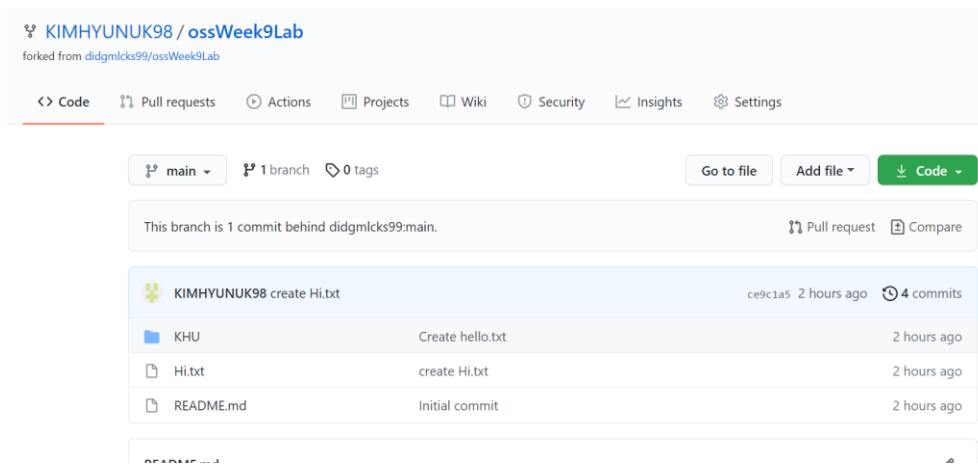 KIMHYUNUK98 / ossWeek9Lab
forked from didgmlcks99/ossWeek9Lab
<> Code Pull requests Actions Projects Wiki Security Insights Settings
main 1 branch 0 tags Go to file Add file Code
This branch is 1 commit behind didgmlcks99:main. Pull request Compare
KIMHYUNUK98 create Hi.txt ce9c1a5 2 hours ago 4 commits
KHU Create hello.txt 2 hours ago
Hi.txt create Hi.txt 2 hours ago
README.md Initial commit 2 hours ago
README.md